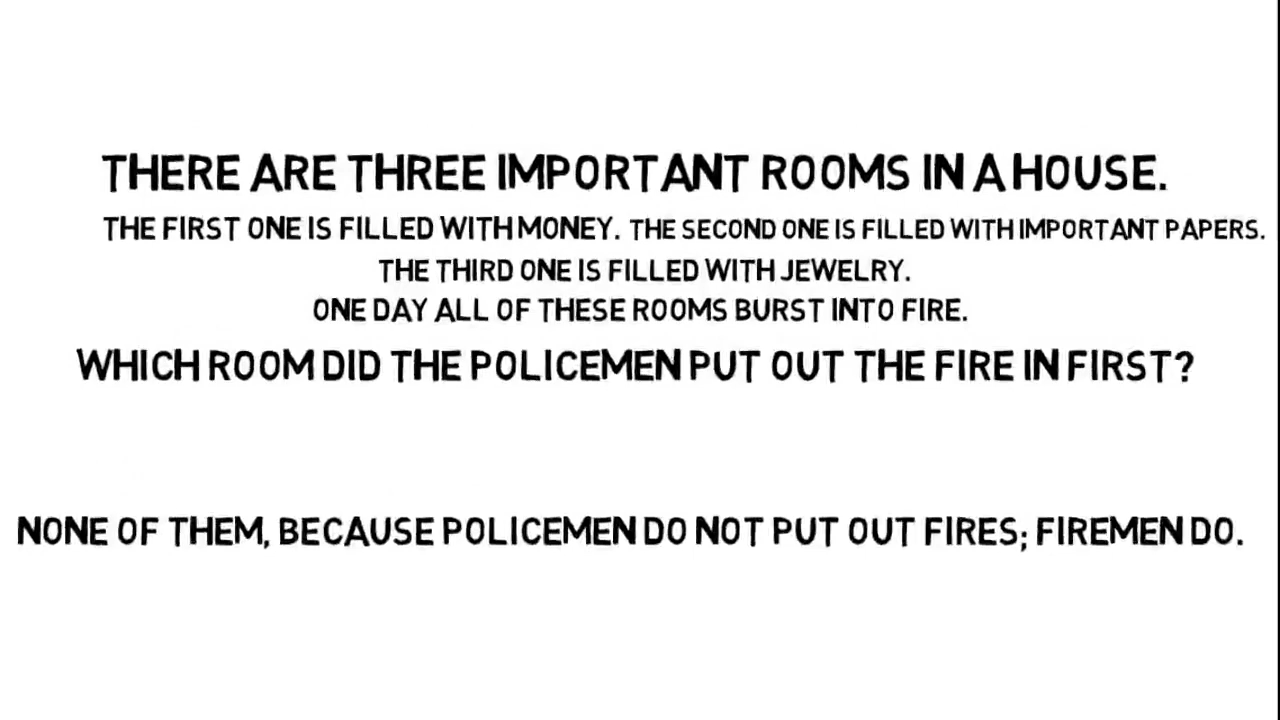 THERE ARE THREE IMPORTANT ROOMS IN A HOUSE.
THE FIRST ONE IS FILLED WITH MONEY. THE SECOND ONE IS FILLED WITH IMPORTANT PAPERS.
THE THIRD ONE IS FILLED WITH JEWELRY.
ONE DAY ALL OF THESE ROOMS BURST INTO FIRE.
WHICH ROOM DID THE POLICEMEN PUT OUT THE FIRE IN FIRST?
NONE OF THEM, BECAUSE POLICEMEN DO NOT PUT OUT FIRES; FIREMEN DO.